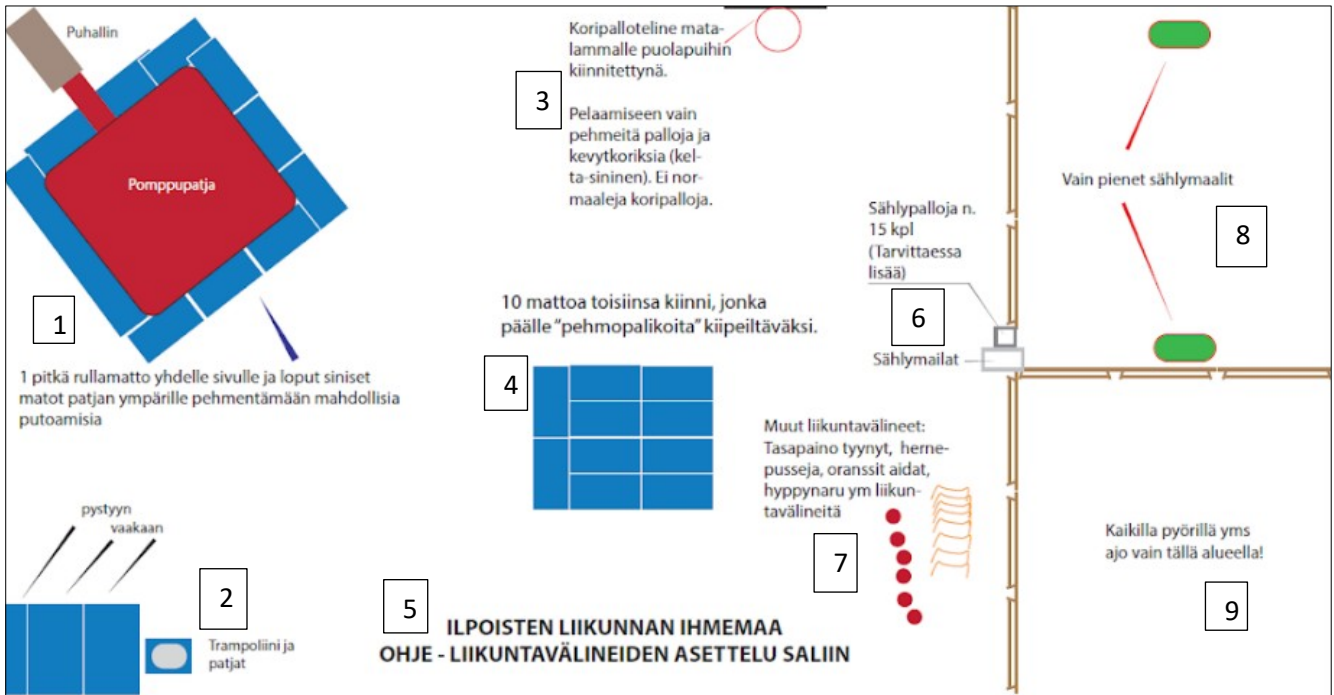 Puhallin
Pomppupatja
1
1 pitkä rullamatto yhdelle sivulle ja loput siniset
matot patjan ympärille pehmentämään mahdollisia
putoamisia
pystyyn
vaakaan
2
Trampoliini ja
patjat
Koripalloteline mata-
lammalle puolapuihin
kiinnitettynä.
3
Pelaamiseen vain
pehmeitä palloja ja
kevytkoriksia (kel-
ta-sininen). Ei nor-
maaleja koripalloja.
10 mattoa toisiinsa kiinni, jonka
päälle "pehmopalikoita" kiipeiltäväksi.
4
5
ILPOISTEN LIIKUNNAN IHMEMAA
OHJE - LIIKUNTAVÄLINEIDEN ASETTELU SALIIN
Sählypalloja n.
15 kpl
(Tarvittaessa
lisää)
6
Sählymailat
Muut liikuntavälineet:
Tasapaino tyynyt, herne-
pusseja, oranssit aidat,
hyppynaru ym liikun-
tavälineitä
7
Vain pienet sählymaalit
8
Kaikilla pyörillä yms
ajo vain tällä alueella!
9